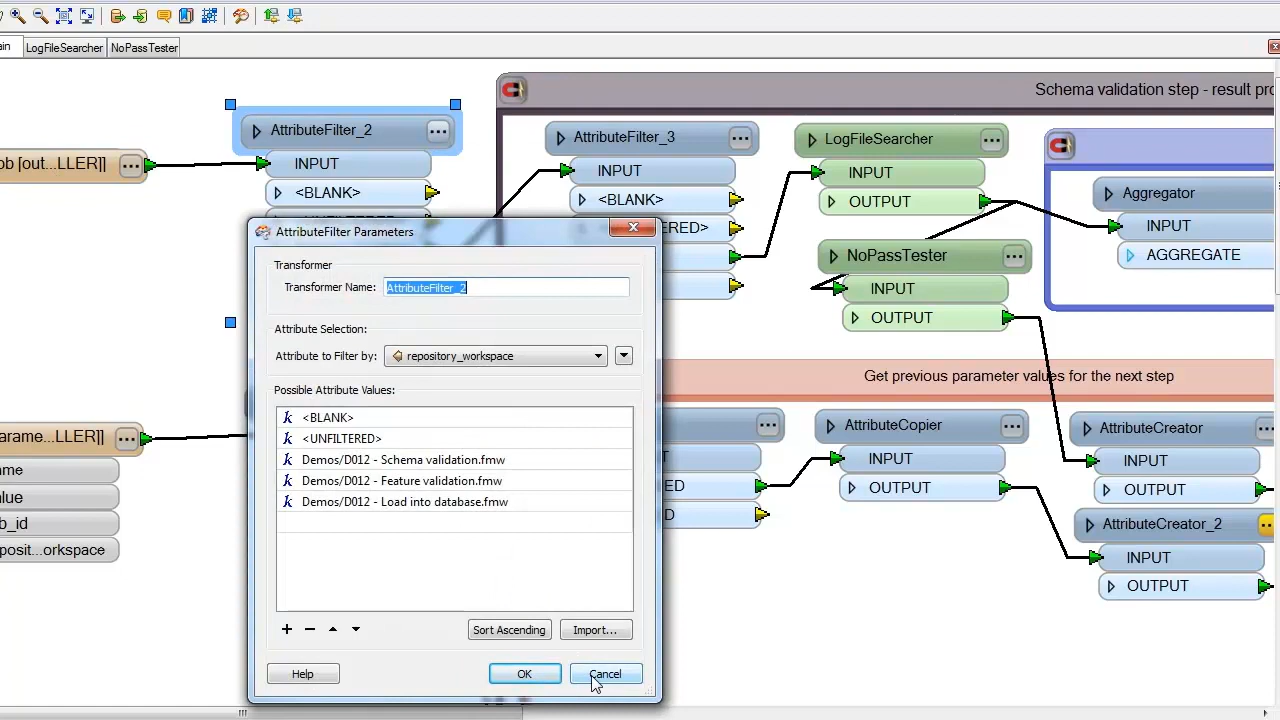 ain
LogFileSearcher
NoPassTester
Schema validation step - result pro
ob [out...LLER]]
AttributeFilter_2
INPUT
<BLANK>
AttributeFilter_3
INPUT
<BLANK>
ERED>
LogFileSearcher
INPUT
OUTPUT
NoPassTester
INPUT
OUTPUT
Aggregator
INPUT
AGGREGATE
AttributeFilter Parameters
Transformer
Transformer Name:
AttributeFilter_2
Attribute Selection:
Attribute to Filter by:
repository_workspace
Possible Attribute Values:
<BLANK>
<UNFILTERED>
Demos/D012 - Schema validation.fmw
Demos/D012 - Feature validation.fmw
Demos/D012 - Load into database.fmw
Sort Ascending
Import...
Help
OK
Cancel
Get previous parameter values for the next step
arame...LLER]]
ame
alue
b_id
posit...orkspace
T
ED
D
AttributeCopier
INPUT
OUTPUT
AttributeCreator
INPUT
OUTPUT
AttributeCreator_2
INPUT
OUTPUT